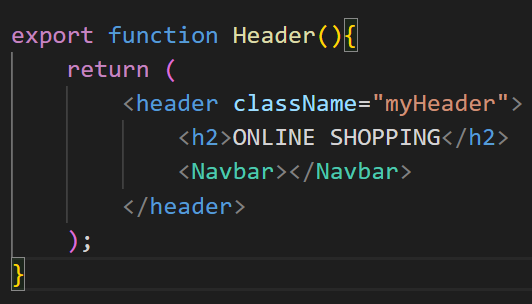 export function Header(){
    return (
        <header className="myHeader">
            <h2>ONLINE SHOPPING</h2>
            <Navbar></Navbar>
        </header>
    );
}